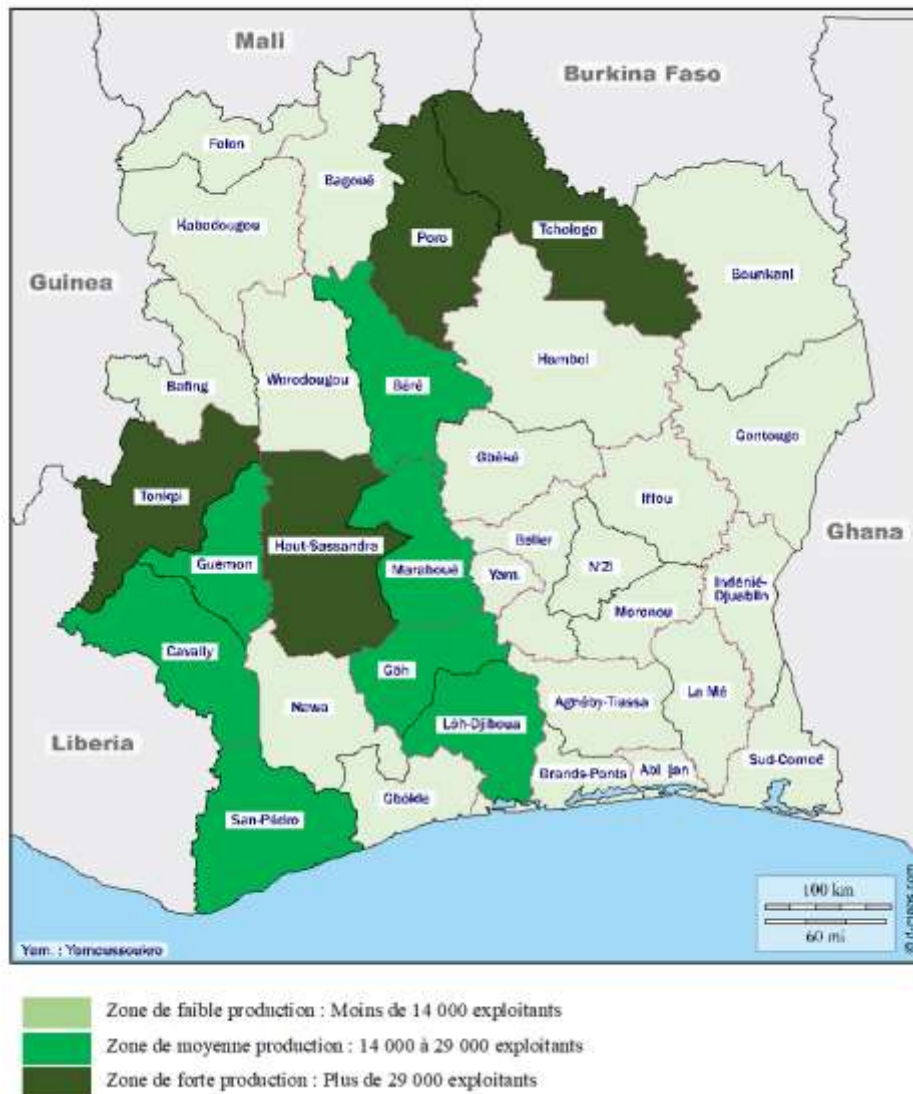 Mali
Burkina Faso
Folon
Bagoué
Kabadougou
Poro
Tchologo
Bounkani
Guinea
Hambol
Worodougou
Béré
Bafing
Gontougo
Gbêkê
Tonkpi
Iffou
Haut-Sassandra
Bélier
Ghana
Guémon
Marahoué
Yam.
N'Zi
Indénié-
Djuablin
Moronou
Cavally
Gôh
Nawa
Agnéby-Tiassa
La Mé
Lôh-Djiboua
Liberia
Sud-Comoé
Grands-Ponts
Abidjan
Gbôklé
San-Pédro
100 km
60 mi
© d-maps.com
Yam. : Yamoussoukro
Zone de faible production : Moins de 14 000 exploitants
Zone de moyenne production : 14 000 à 29 000 exploitants
Zone de forte production : Plus de 29 000 exploitants